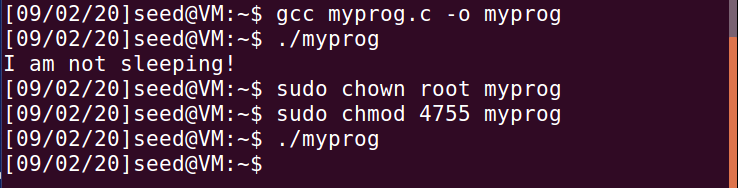 [09/02/20]seed@VM:~$ gcc myprog.c -o myprog
[09/02/20]seed@VM:~$ ./myprog
I am not sleeping!
[09/02/20]seed@VM:~$ sudo chown root myprog
[09/02/20]seed@VM:~$ sudo chmod 4755 myprog
[09/02/20]seed@VM:~$ ./myprog
[09/02/20]seed@VM:~$